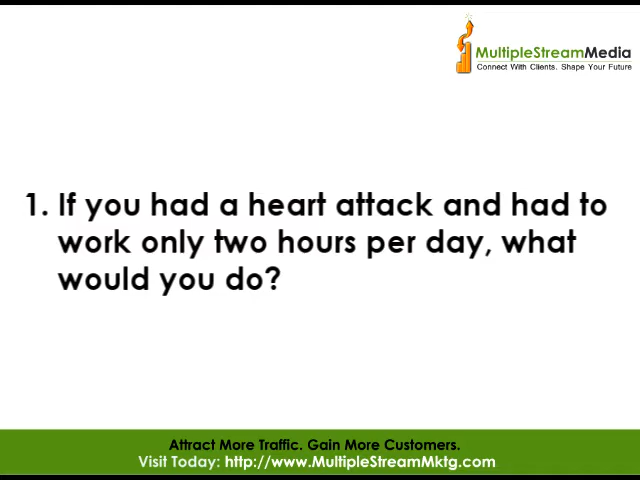 MultipleStreamMedia
Connect With Clients. Shape Your Future
1. If you had a heart attack and had to
work only two hours per day, what
would you do?
Attract More Traffic. Gain More Customers.
Visit Today: http://www.MultipleStreamMktg.com